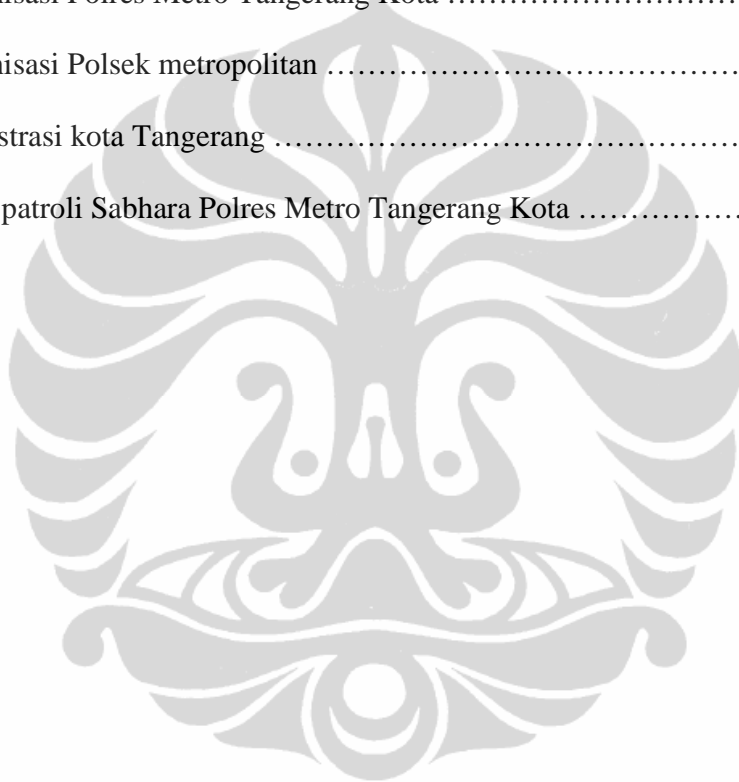 nisasi Polres Metro Tangerang Kota ……………………………
nisasi Polsek metropolitan …………………………………………
strasi kota Tangerang ………………………………………………
patroli Sabhara Polres Metro Tangerang Kota ………………